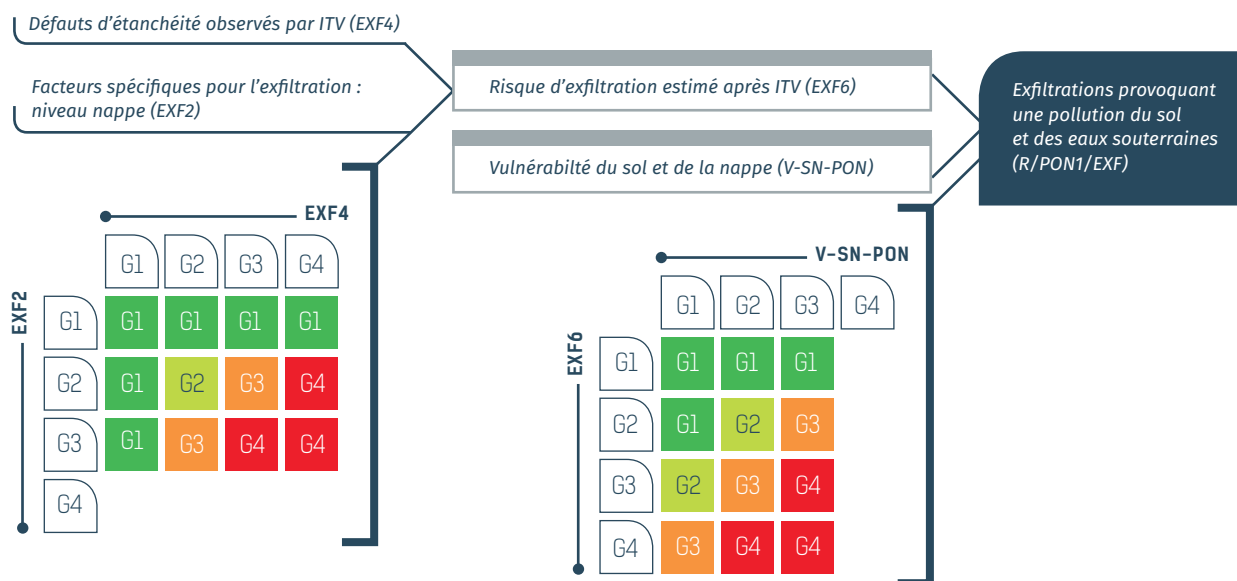 Défauts d'étanchéité observés par ITV (EXF4)
Facteurs spécifiques pour l'exfiltration :
niveau nappe (EXF2)
Risque d'exfiltration estimé après ITV (EXF6)
Vulnérabilté du sol et de la nappe (V-SN-PON)
Exfiltrations provoquant
une pollution du sol
et des eaux souterraines
(R/PON1/EXF)
EXF4
G1 G2 G3 G4
EXF2
G1 G1 G1 G1 G1
G2 G1 G2 G3 G4
G3 G1 G3 G4 G4
G4
V-SN-PON
G1 G2 G3 G4
EXF6
G1 G1 G1 G1
G2 G1 G2 G3
G3 G2 G3 G4
G4 G3 G4 G4